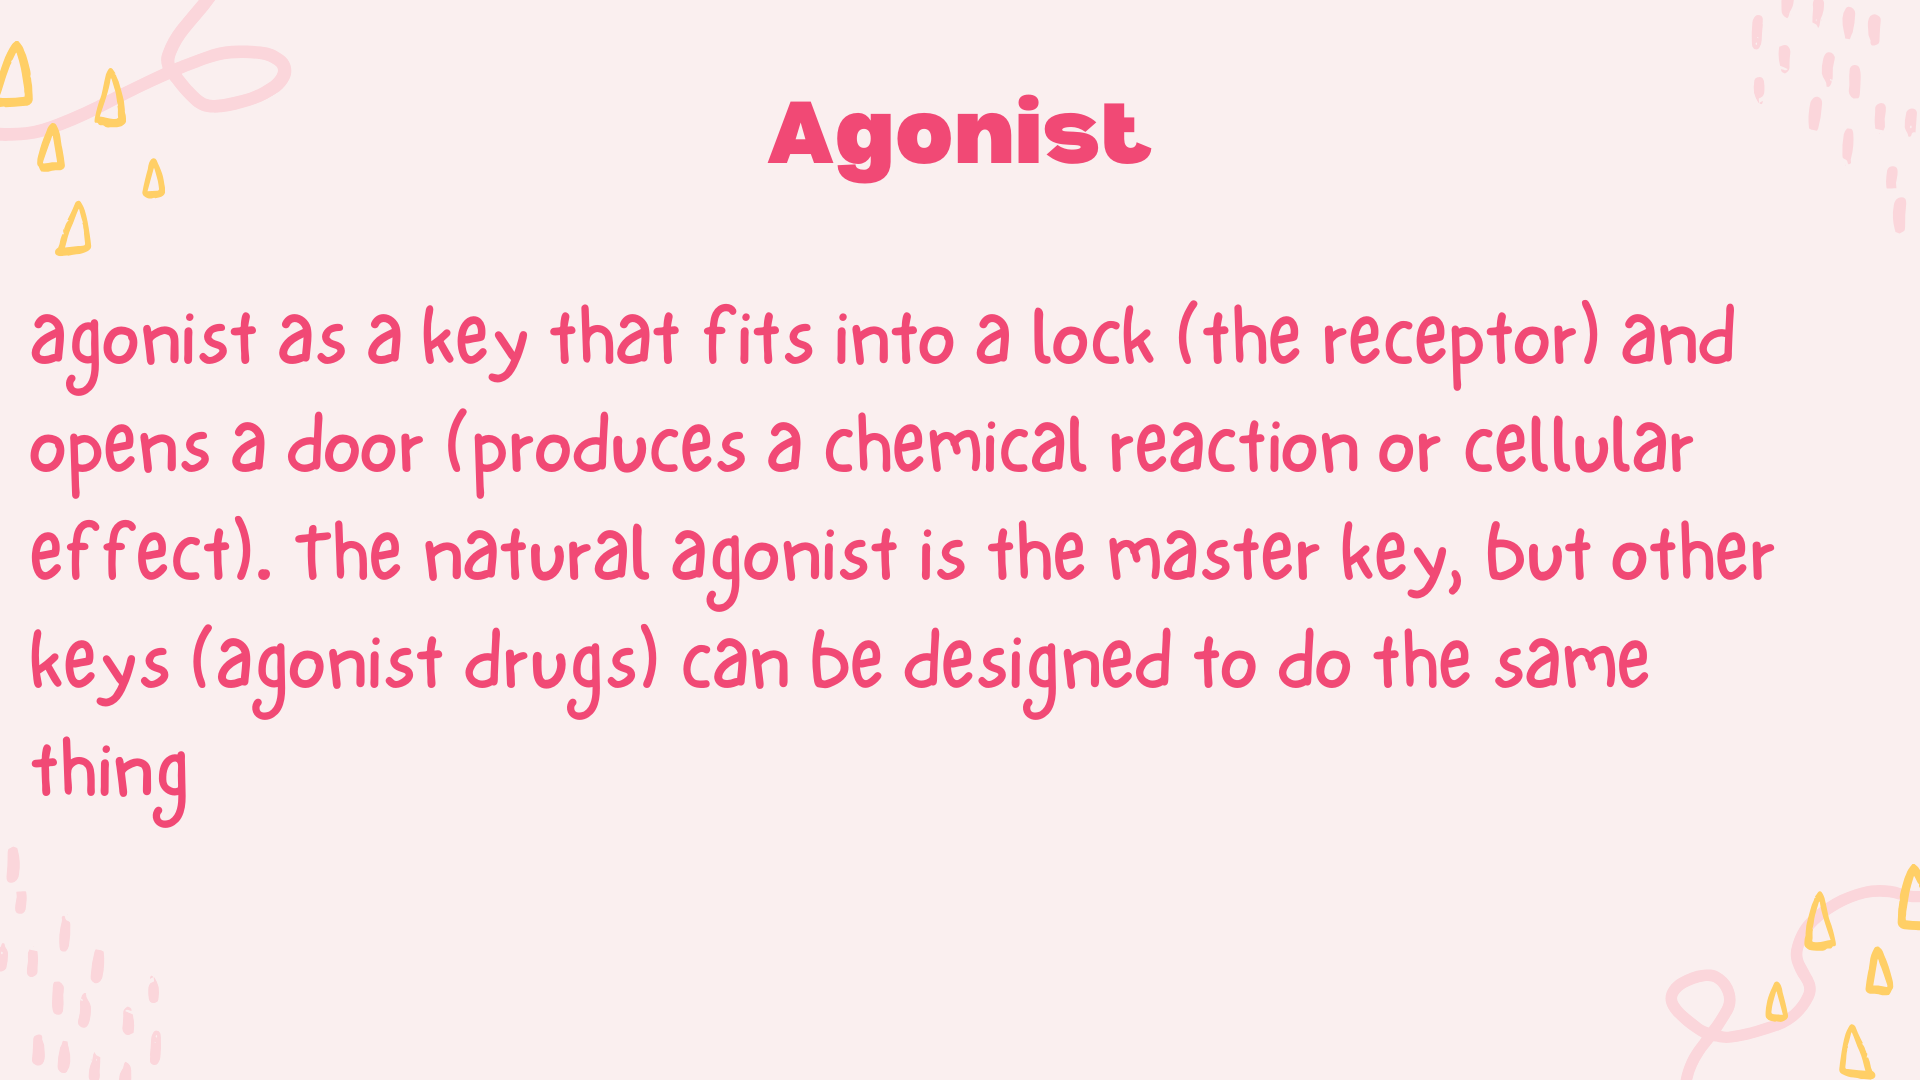 Agonist
agonist as a key that fits into a lock (the receptor) and
opens a door (produces a chemical reaction or cellular
effect). The natural agonist is the master key, but other
keys (agonist drugs) can be designed to do the same
thing